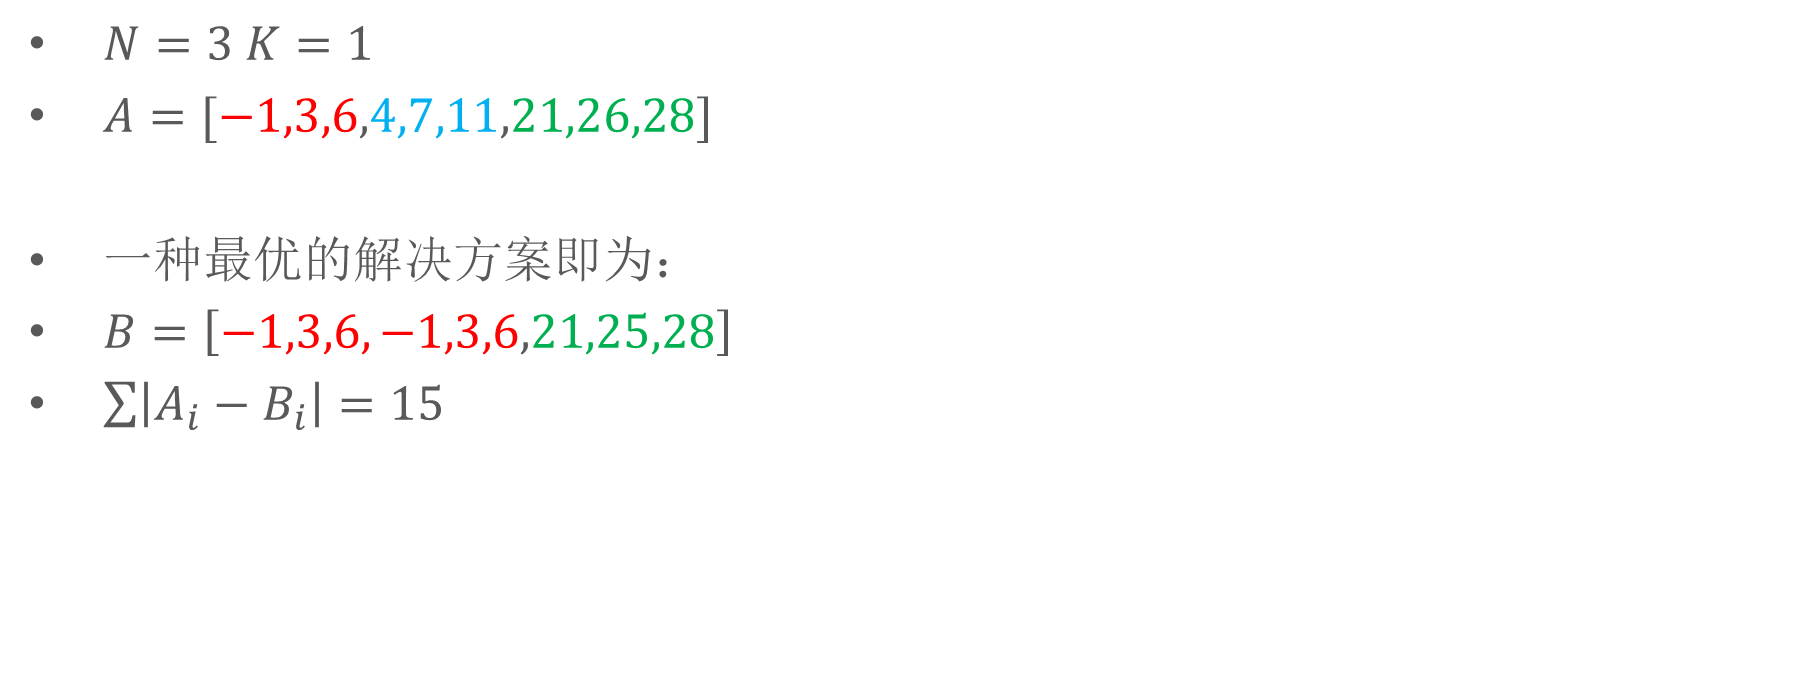 • N = 3 K = 1
• A = [−1,3,6,4,7,11,21,26,28]
• 一种最优的解决方案即为：
• B = [−1,3,6, −1,3,6,21,25,28]
• ∑|Aᵢ − Bᵢ| = 15